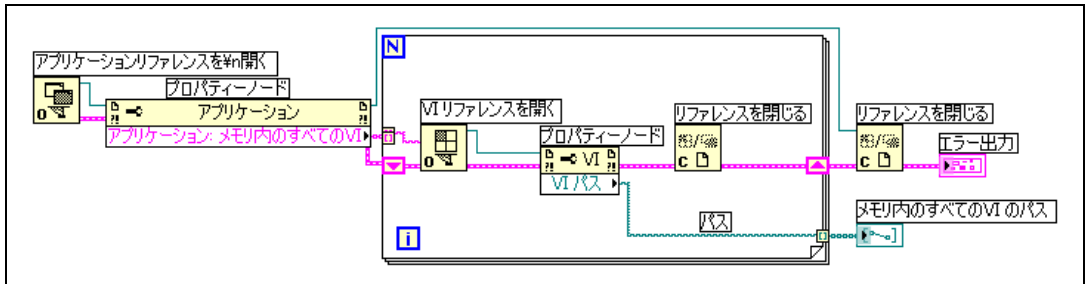 アプリケーションリファレンスを¥n開く
プロパティーノード
アプリケーション
アプリケーション: メモリ内のすべてのVI
N
VI リファレンスを開く
プロパティーノード
VI
VI パス
リファレンスを閉じる
リファレンスを閉じる
エラー出力
パス
メモリ内のすべてのVI のパス
i